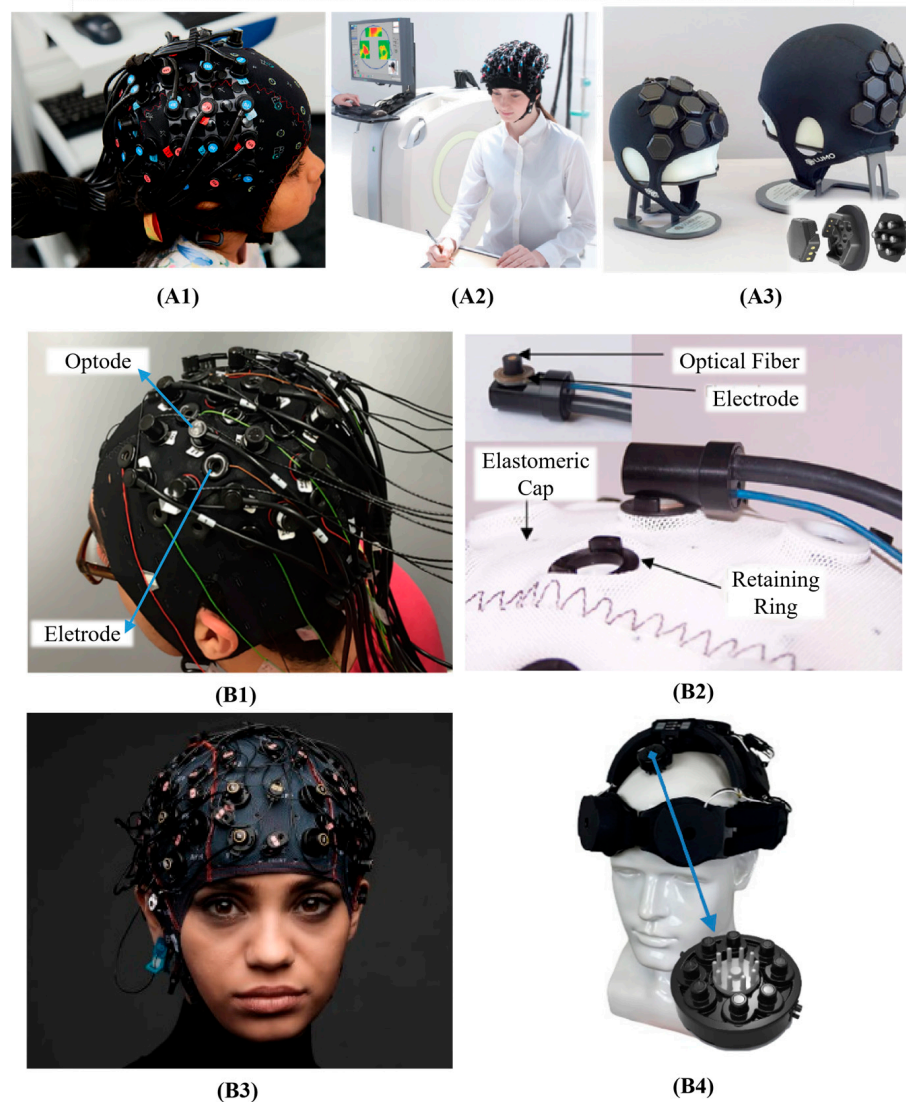 LUMO
(A1)
(A2)
(A3)
Optode
Eletrode
(B1)
Optical Fiber
Electrode
Elastomeric
Cap
Retaining
Ring
(B2)
(B3)
(B4)